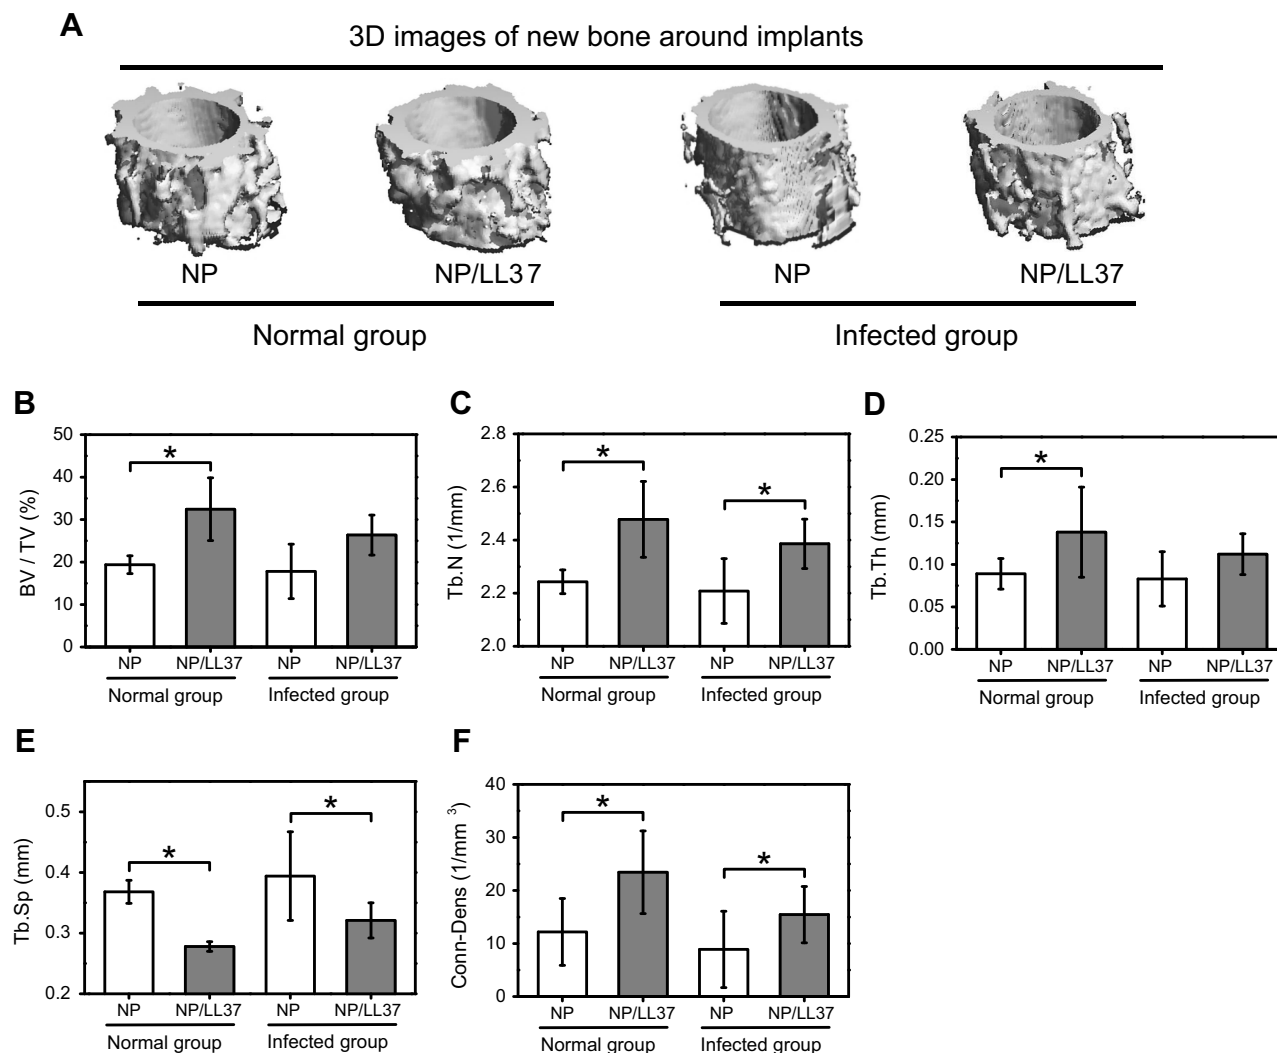 A
3D images of new bone around implants
NP
NP/LL37
NP
NP/LL37
Normal group
Infected group
B
BV / TV (%)
50
40
30
20
10
0
*
NP
NP/LL37
NP
NP/LL37
Normal group
Infected group
C
Tb.N (1/mm)
2.8
2.6
2.4
2.2
2.0
*
*
NP
NP/LL37
NP
NP/LL37
Normal group
Infected group
D
Tb.Th (mm)
0.25
0.20
0.15
0.10
0.05
0.00
*
NP
NP/LL37
NP
NP/LL37
Normal group
Infected group
E
Tb.Sp (mm)
0.5
0.4
0.3
0.2
*
*
NP
NP/LL37
NP
NP/LL37
Normal group
Infected group
F
Conn-Dens (1/mm ³)
40
30
20
10
0
*
*
NP
NP/LL37
NP
NP/LL37
Normal group
Infected group